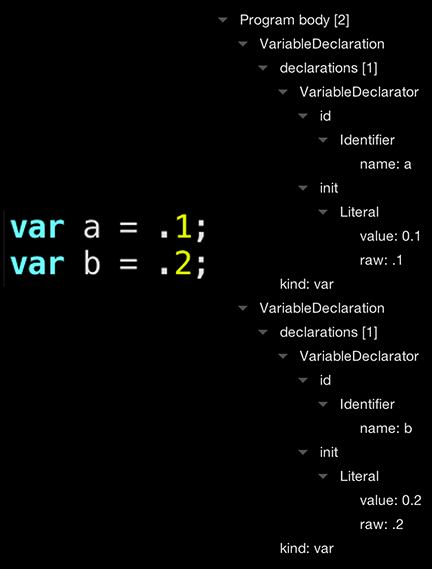 var a = .1;
var b = .2;
Program body [2]
VariableDeclaration
declarations [1]
VariableDeclarator
id
Identifier
name: a
init
Literal
value: 0.1
raw: .1
kind: var
VariableDeclaration
declarations [1]
VariableDeclarator
id
Identifier
name: b
init
Literal
value: 0.2
raw: .2
kind: var